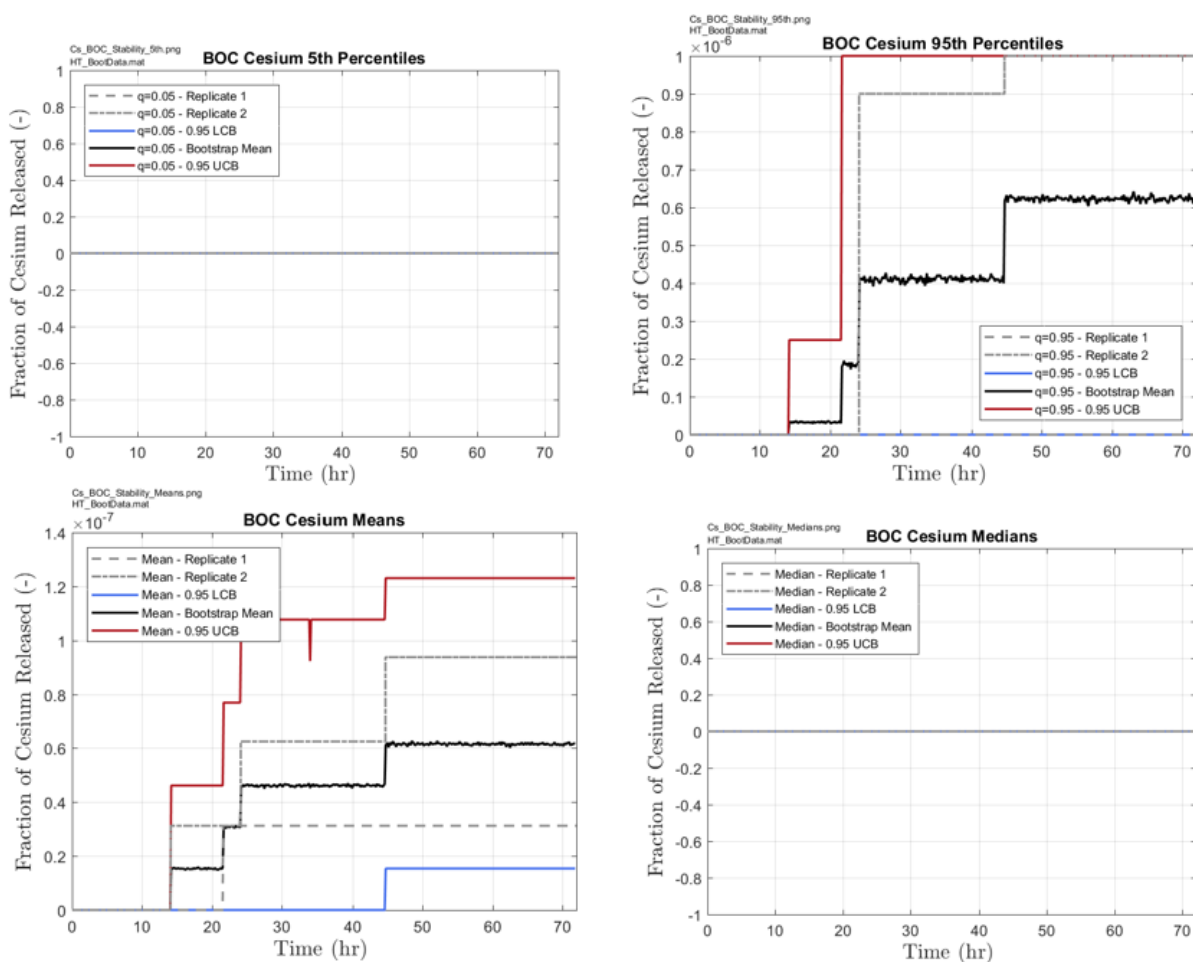 Cs_BOC_Stability_5th.png
HT_BootData.mat
BOC Cesium 5th Percentiles
1
0.8
0.6
0.4
0.2
0
-0.2
-0.4
-0.6
-0.8
-1
Fraction of Cesium Released (-)
q=0.05 - Replicate 1
q=0.05 - Replicate 2
q=0.05 - 0.95 LCB
q=0.05 - Bootstrap Mean
q=0.05 - 0.95 UCB
0 10 20 30 40 50 60 70
Time (hr)
Cs_BOC_Stability_95th.png
HT_BootData.mat
×10⁻⁶
BOC Cesium 95th Percentiles
1
0.9
0.8
0.7
0.6
0.5
0.4
0.3
0.2
0.1
0
Fraction of Cesium Released (-)
q=0.95 - Replicate 1
q=0.95 - Replicate 2
q=0.95 - 0.95 LCB
q=0.95 - Bootstrap Mean
q=0.95 - 0.95 UCB
0 10 20 30 40 50 60 70
Time (hr)
Cs_BOC_Stability_Means.png
HT_BootData.mat
×10⁻⁷
BOC Cesium Means
1.4
1.2
1
0.8
0.6
0.4
0.2
0
Fraction of Cesium Released (-)
Mean - Replicate 1
Mean - Replicate 2
Mean - 0.95 LCB
Mean - Bootstrap Mean
Mean - 0.95 UCB
0 10 20 30 40 50 60 70
Time (hr)
Cs_BOC_Stability_Medians.png
HT_BootData.mat
BOC Cesium Medians
1
0.8
0.6
0.4
0.2
0
-0.2
-0.4
-0.6
-0.8
-1
Fraction of Cesium Released (-)
Median - Replicate 1
Median - Replicate 2
Median - 0.95 LCB
Median - Bootstrap Mean
Median - 0.95 UCB
0 10 20 30 40 50 60 70
Time (hr)